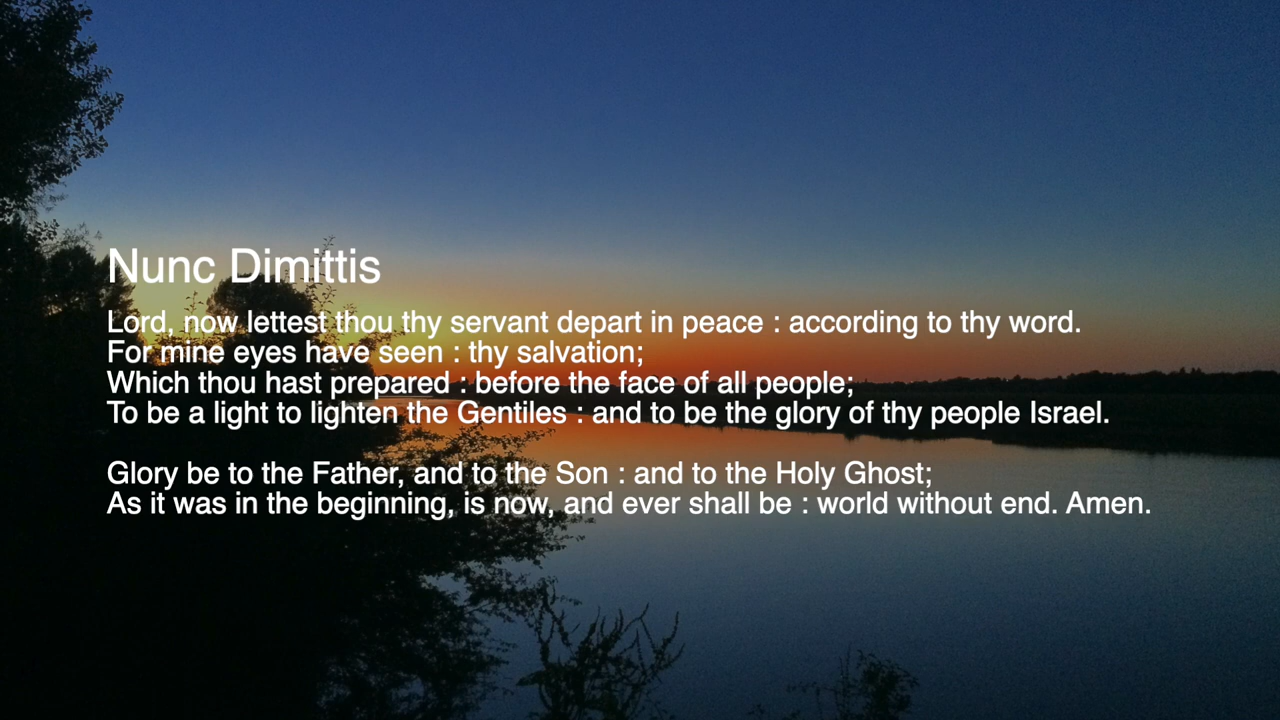 Nunc Dimittis
Lord, now lettest thou thy servant depart in peace : according to thy word.
For mine eyes have seen : thy salvation;
Which thou hast prepared : before the face of all people;
To be a light to lighten the Gentiles : and to be the glory of thy people Israel.
Glory be to the Father, and to the Son : and to the Holy Ghost;
As it was in the beginning, is now, and ever shall be : world without end. Amen.